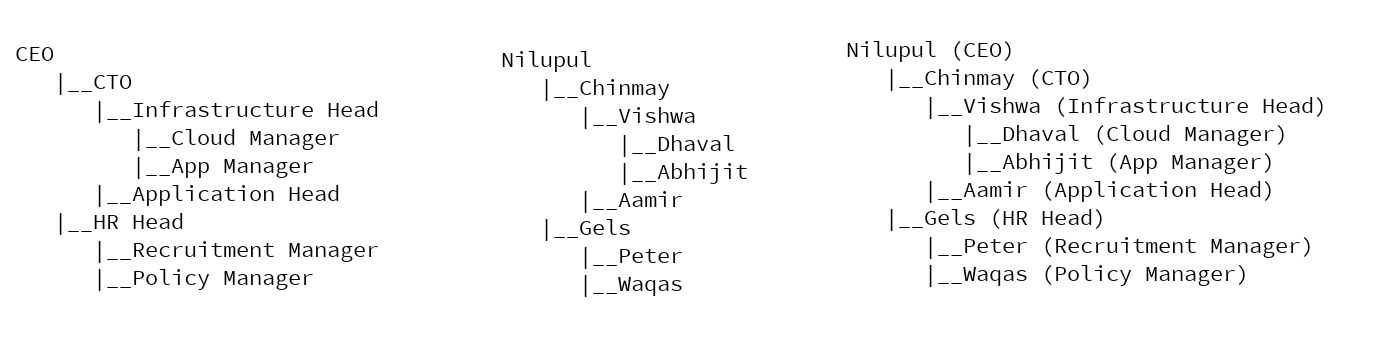 CEO
|__CTO
|__Infrastructure Head
|__Cloud Manager
|__App Manager
|__Application Head
|__HR Head
|__Recruitment Manager
|__Policy Manager
Nilupul
|__Chinmay
|__Vishwa
|__Dhaval
|__Abhijit
|__Aamir
|__Gels
|__Peter
|__Waqas
Nilupul (CEO)
|__Chinmay (CTO)
|__Vishwa (Infrastructure Head)
|__Dhaval (Cloud Manager)
|__Abhijit (App Manager)
|__Aamir (Application Head)
|__Gels (HR Head)
|__Peter (Recruitment Manager)
|__Waqas (Policy Manager)